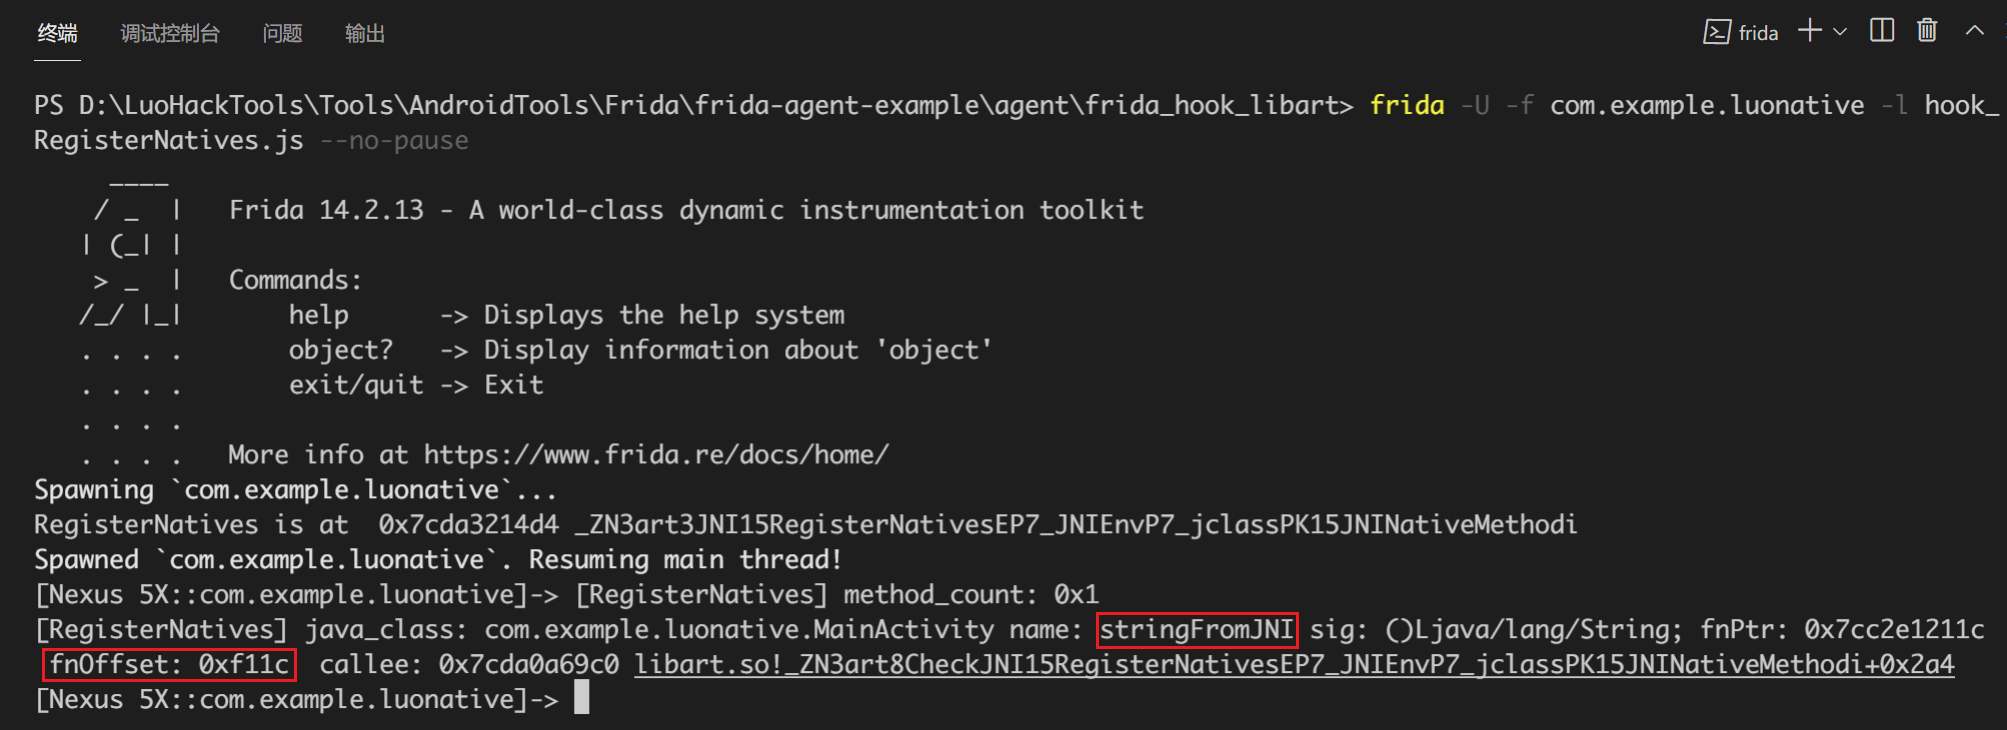 终端 调试控制台 问题 输出 frida
PS D:\LuoHackTools\Tools\AndroidTools\Frida\frida-agent-example\agent\frida_hook_libart> frida -U -f com.example.luonative -l hook_
RegisterNatives.js --no-pause
     ____
    / _  |   Frida 14.2.13 - A world-class dynamic instrumentation toolkit
   | (_| |
    > _  |   Commands:
   /_/ |_|       help      -> Displays the help system
   . . . .       object?   -> Display information about 'object'
   . . . .       exit/quit -> Exit
   . . . .
   . . . .   More info at https://www.frida.re/docs/home/
Spawning `com.example.luonative`...
RegisterNatives is at  0x7cda3214d4 _ZN3art3JNI15RegisterNativesEP7_JNIEnvP7_jclassPK15JNINativeMethodi
Spawned `com.example.luonative`. Resuming main thread!
[Nexus 5X::com.example.luonative]-> [RegisterNatives] method_count: 0x1
[RegisterNatives] java_class: com.example.luonative.MainActivity name: stringFromJNI sig: ()Ljava/lang/String; fnPtr: 0x7cc2e1211c
 fnOffset: 0xf11c  callee: 0x7cda0a69c0 libart.so!_ZN3art8CheckJNI15RegisterNativesEP7_JNIEnvP7_jclassPK15JNINativeMethodi+0x2a4
[Nexus 5X::com.example.luonative]->